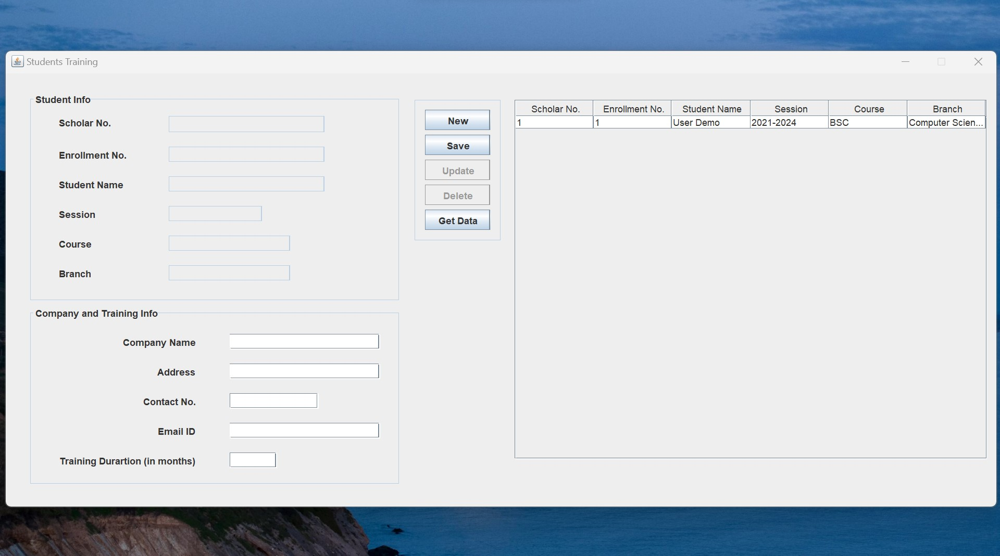 Students Training
Student Info
Scholar No.
Enrollment No.
Student Name
Session
Course
Branch
Company and Training Info
Company Name
Address
Contact No.
Email ID
Training Durartion (in months)
New
Save
Update
Delete
Get Data
Scholar No. Enrollment No. Student Name Session Course Branch
1 1 User Demo 2021-2024 BSC Computer Scien...